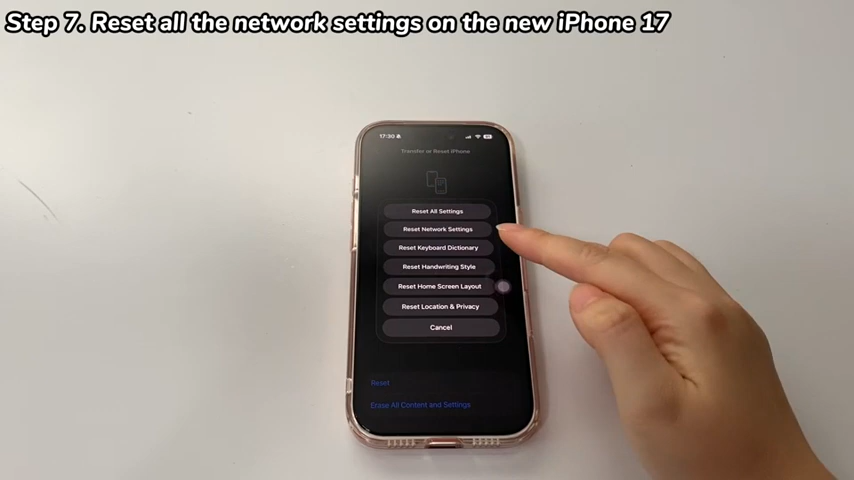 Step 7. Reset all the network settings on the new iPhone 17
17:30
Transfer or Reset iPhone
Reset All Settings
Reset Network Settings
Reset Keyboard Dictionary
Reset Handwriting Style
Reset Home Screen Layout
Reset Location & Privacy
Cancel
Reset
Erase All Content and Settings